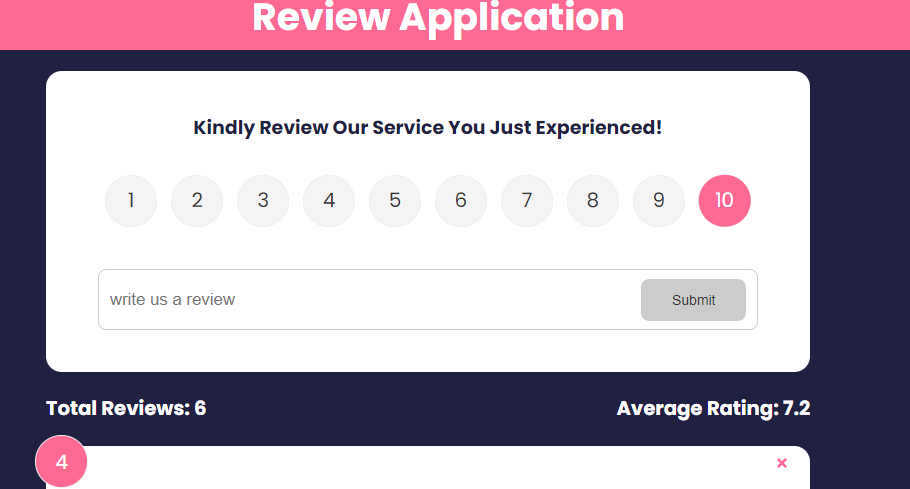 Review Application
Kindly Review Our Service You Just Experienced!
1 2 3 4 5 6 7 8 9 10
write us a review Submit
Total Reviews: 6 Average Rating: 7.2
4 ×